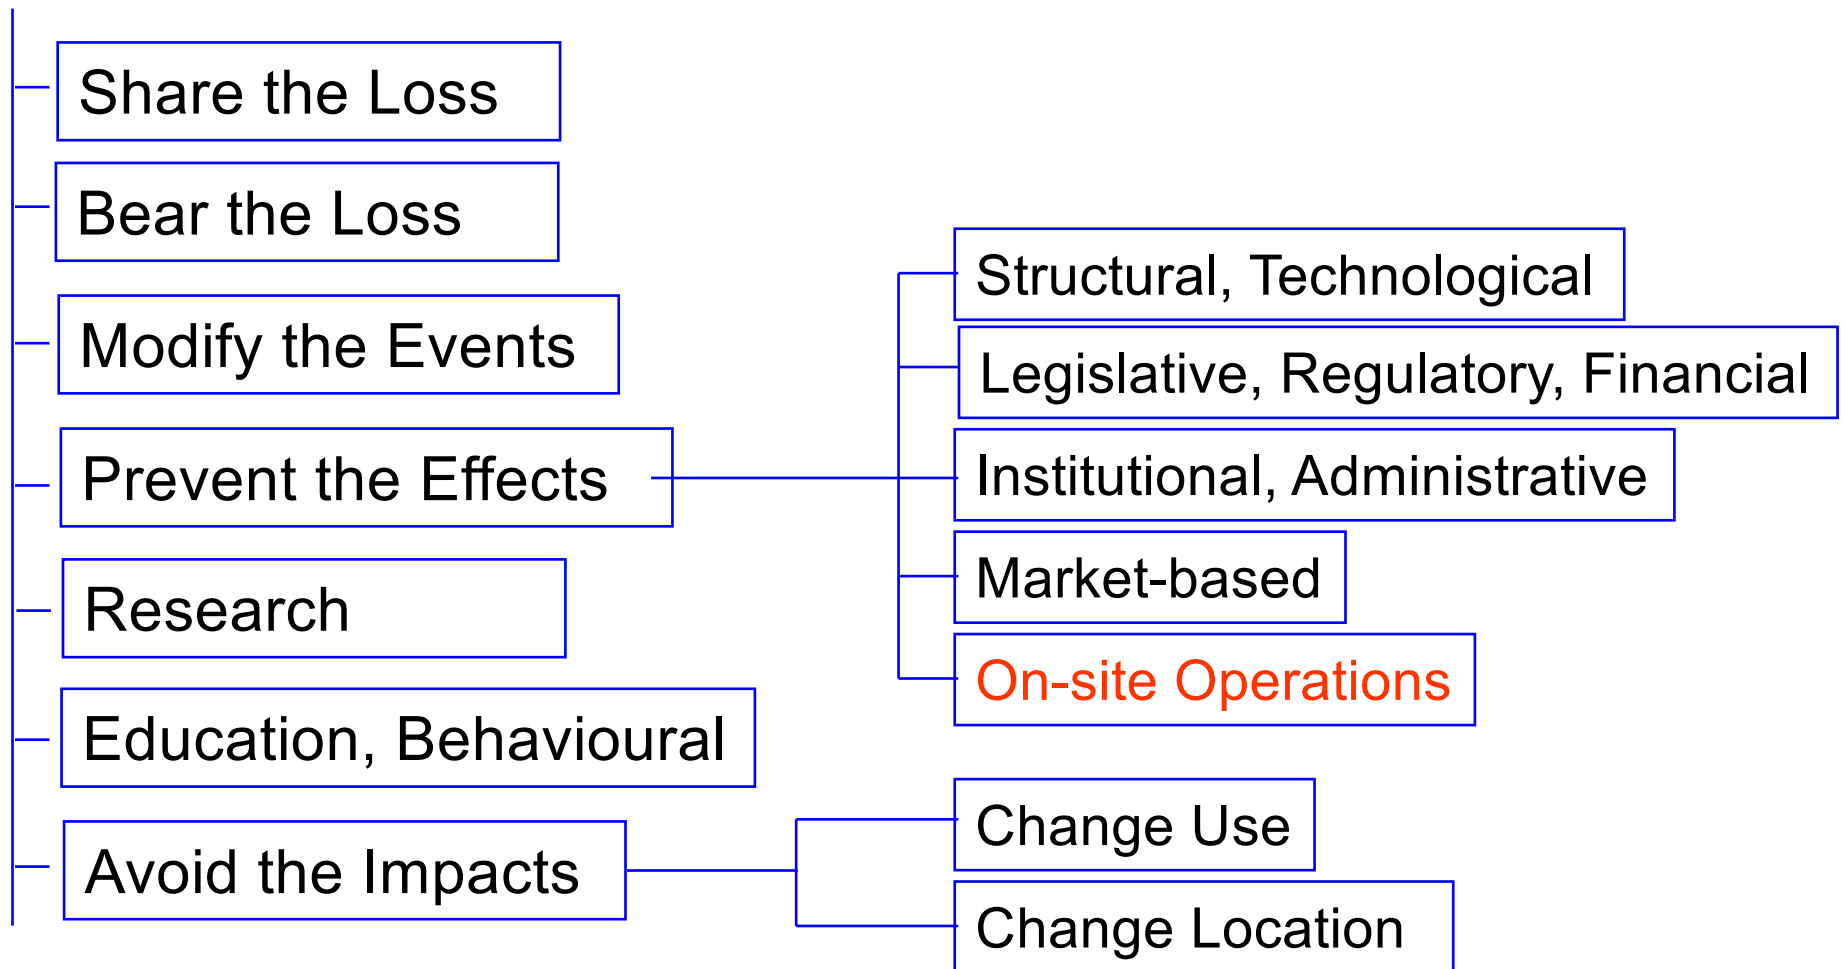 Share the Loss
Bear the Loss
Modify the Events
Prevent the Effects
Structural, Technological
Legislative, Regulatory, Financial
Institutional, Administrative
Market-based
On-site Operations
Research
Education, Behavioural
Avoid the Impacts
Change Use
Change Location